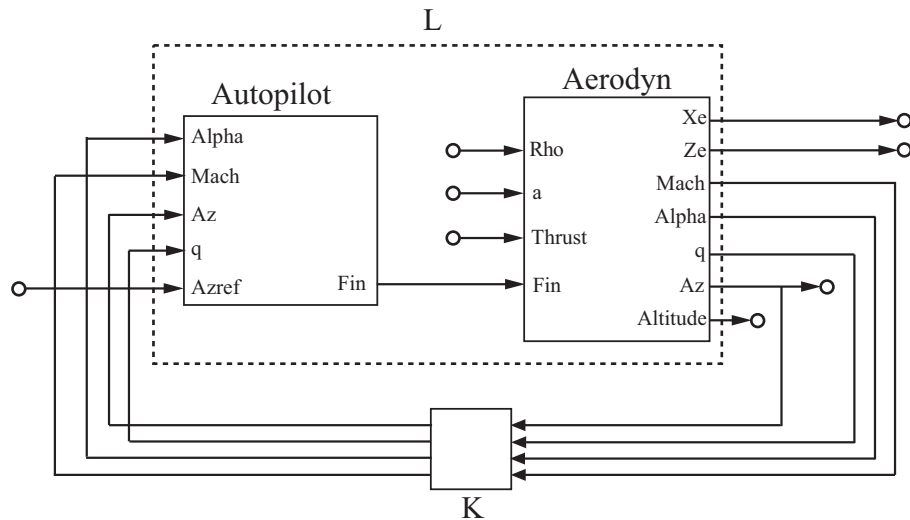 L
Autopilot
Alpha
Mach
Az
q
Azref
Fin
Aerodyn
Rho
a
Thrust
Fin
Xe
Ze
Mach
Alpha
q
Az
Altitude
K